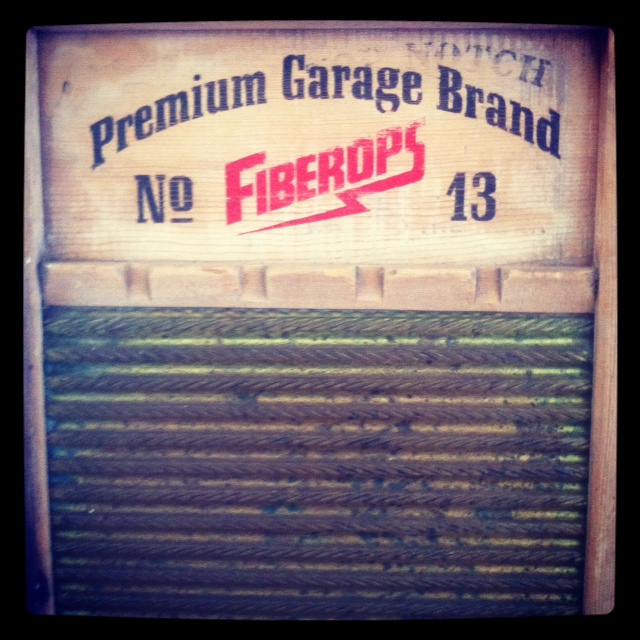 Premium Garage Brand
No FIBEROPS 13